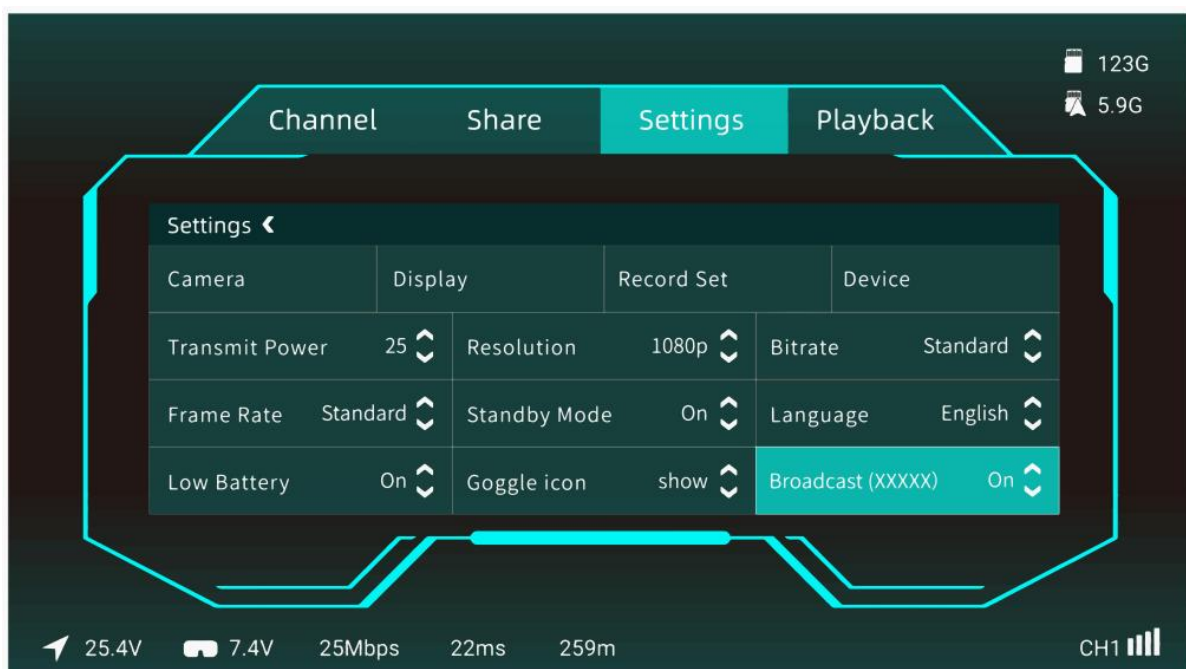 123G
5.9G
Channel Share Settings Playback
Settings
Camera Display Record Set Device
Transmit Power 25 Resolution 1080p Bitrate Standard
Frame Rate Standard Standby Mode On Language English
Low Battery On Goggle icon show Broadcast (XXXXX) On
25.4V 7.4V 25Mbps 22ms 259m CH1